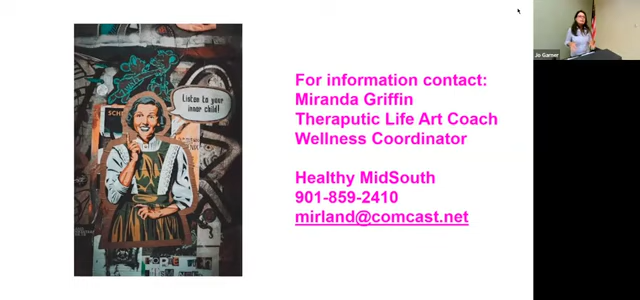 Listen to your
inner child!
For information contact:
Miranda Griffin
Theraputic Life Art Coach
Wellness Coordinator
Healthy MidSouth
901-859-2410
mirland@comcast.net
Jo Garner